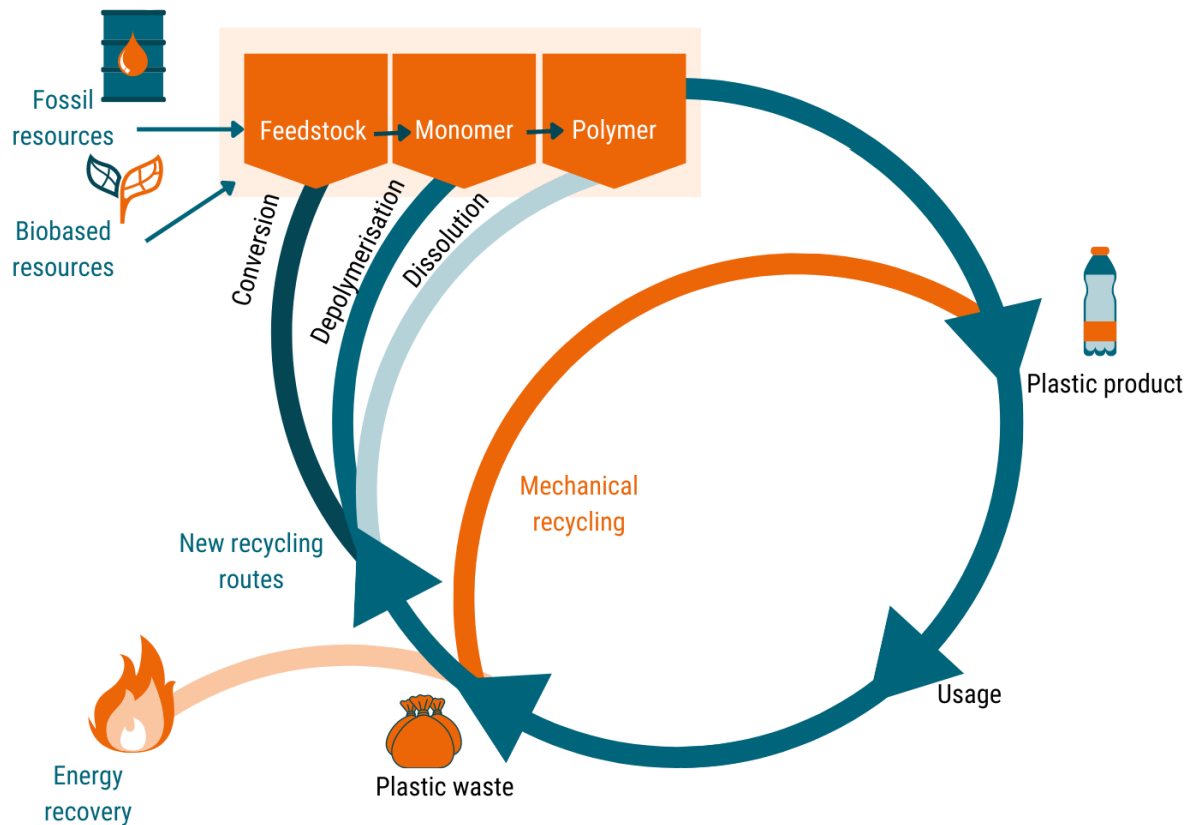 Fossil
resources
Feedstock
Monomer
Polymer
Biobased
resources
Conversion
Depolymerisation
Dissolution
Plastic product
Mechanical
recycling
New recycling
routes
Usage
Energy
recovery
Plastic waste